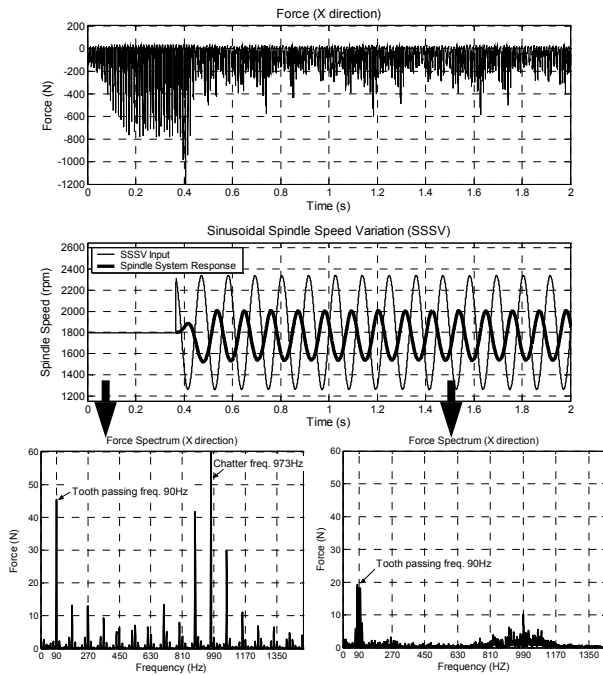 Force (X direction)
200
0
-200
-400
-600
-800
-1000
-1200
Force (N)
0 0.2 0.4 0.6 0.8 1 1.2 1.4 1.6 1.8 2
Time (s)
Sinusoidal Spindle Speed Variation (SSSV)
2600
2400
2200
2000
1800
1600
1400
1200
Spindle Speed (rpm)
SSSV Input
Spindle System Response
0 0.2 0.4 0.6 0.8 1 1.2 1.4 1.6 1.8 2
Time (s)
Force Spectrum (X direction)
60
50
40
30
20
10
0
Force (N)
Chatter freq. 973Hz
Tooth passing freq. 90Hz
0 90 270 450 630 810 990 1170 1350
Frequency (HZ)
Force Spectrum (X direction)
60
50
40
30
20
10
0
Force (N)
Tooth passing freq. 90Hz
0 90 270 450 630 810 990 1170 1350
Frequency (HZ)